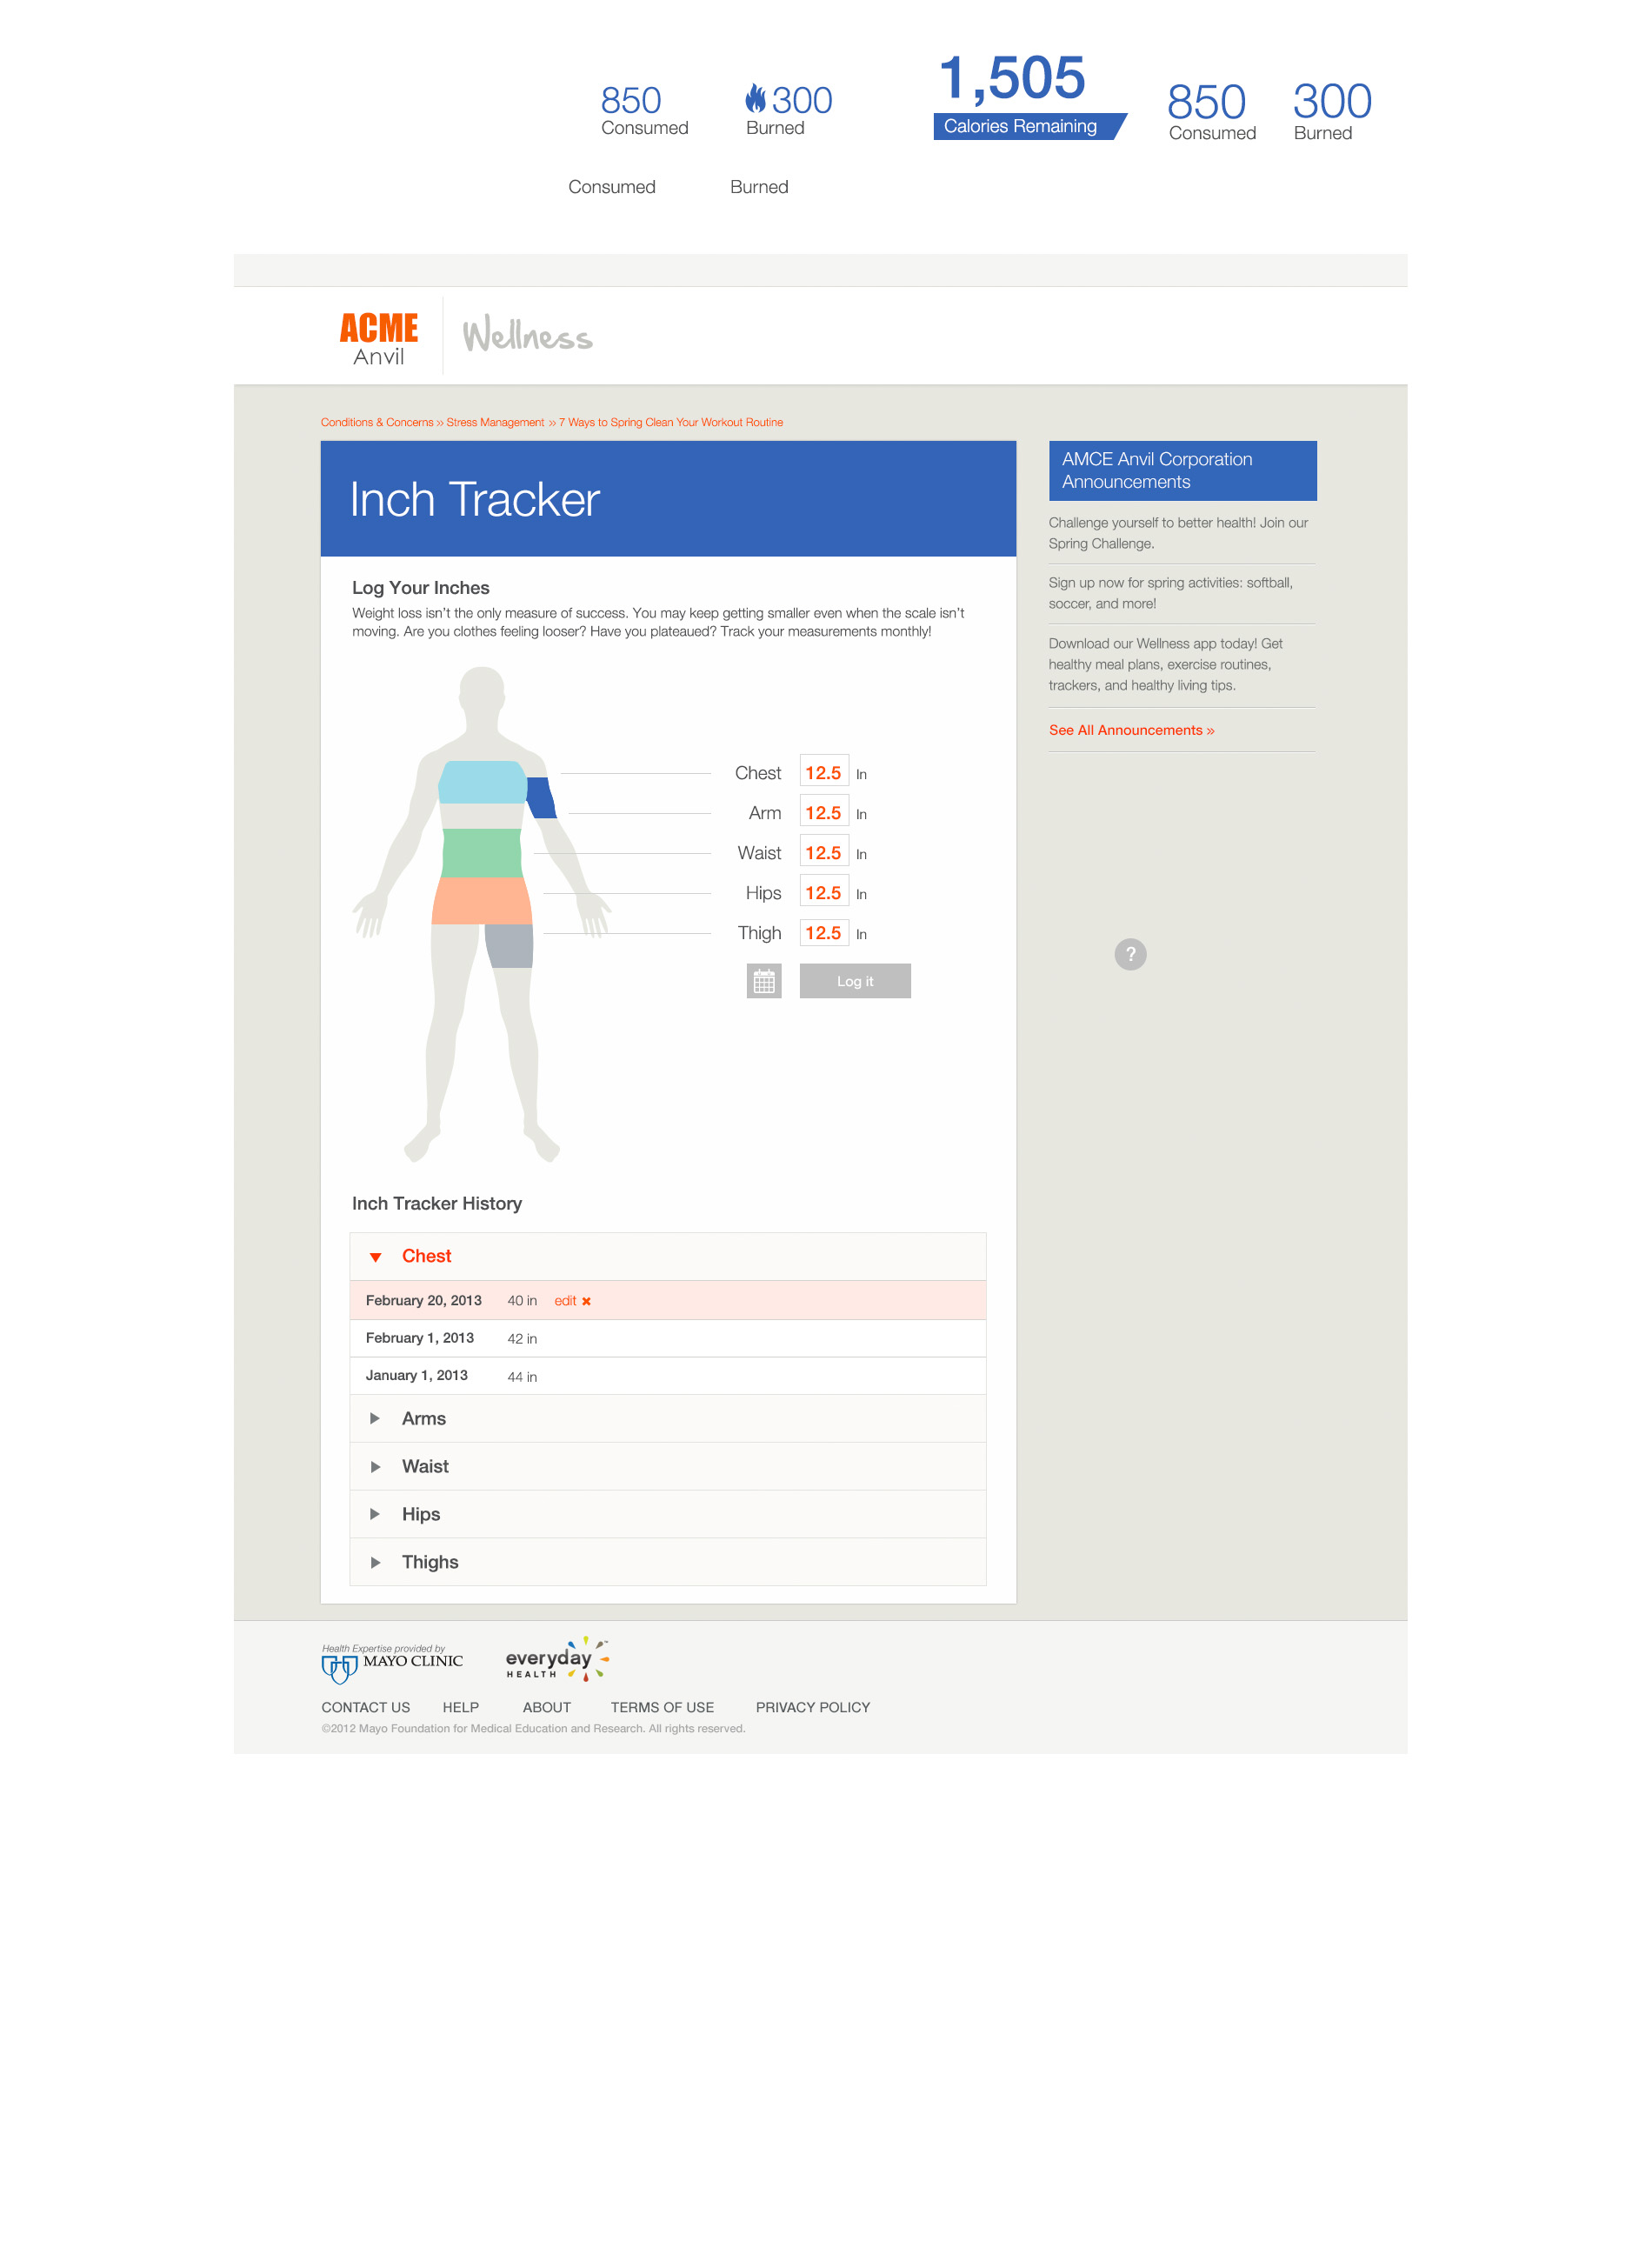 850
Consumed
300
Burned
1,505
Calories Remaining
850
Consumed
300
Burned
Consumed
Burned
ACME
Anvil
Wellness
Conditions & Concerns » Stress Management » 7 Ways to Spring Clean Your Workout Routine
Inch Tracker
Log Your Inches
Weight loss isn't the only measure of success. You may keep getting smaller even when the scale isn't
moving. Are you clothes feeling looser? Have you plateaued? Track your measurements monthly!
Chest 12.5 In
Arm 12.5 In
Waist 12.5 In
Hips 12.5 In
Thigh 12.5 In
Log it
Inch Tracker History
Chest
February 20, 2013 40 in edit ✖
February 1, 2013 42 in
January 1, 2013 44 in
Arms
Waist
Hips
Thighs
AMCE Anvil Corporation
Announcements
Challenge yourself to better health! Join our
Spring Challenge.
Sign up now for spring activities: softball,
soccer, and more!
Download our Wellness app today! Get
healthy meal plans, exercise routines,
trackers, and healthy living tips.
See All Announcements »
?
Health Expertise provided by
MAYO CLINIC
everyday™
HEALTH
CONTACT US HELP ABOUT TERMS OF USE PRIVACY POLICY
©2012 Mayo Foundation for Medical Education and Research. All rights reserved.